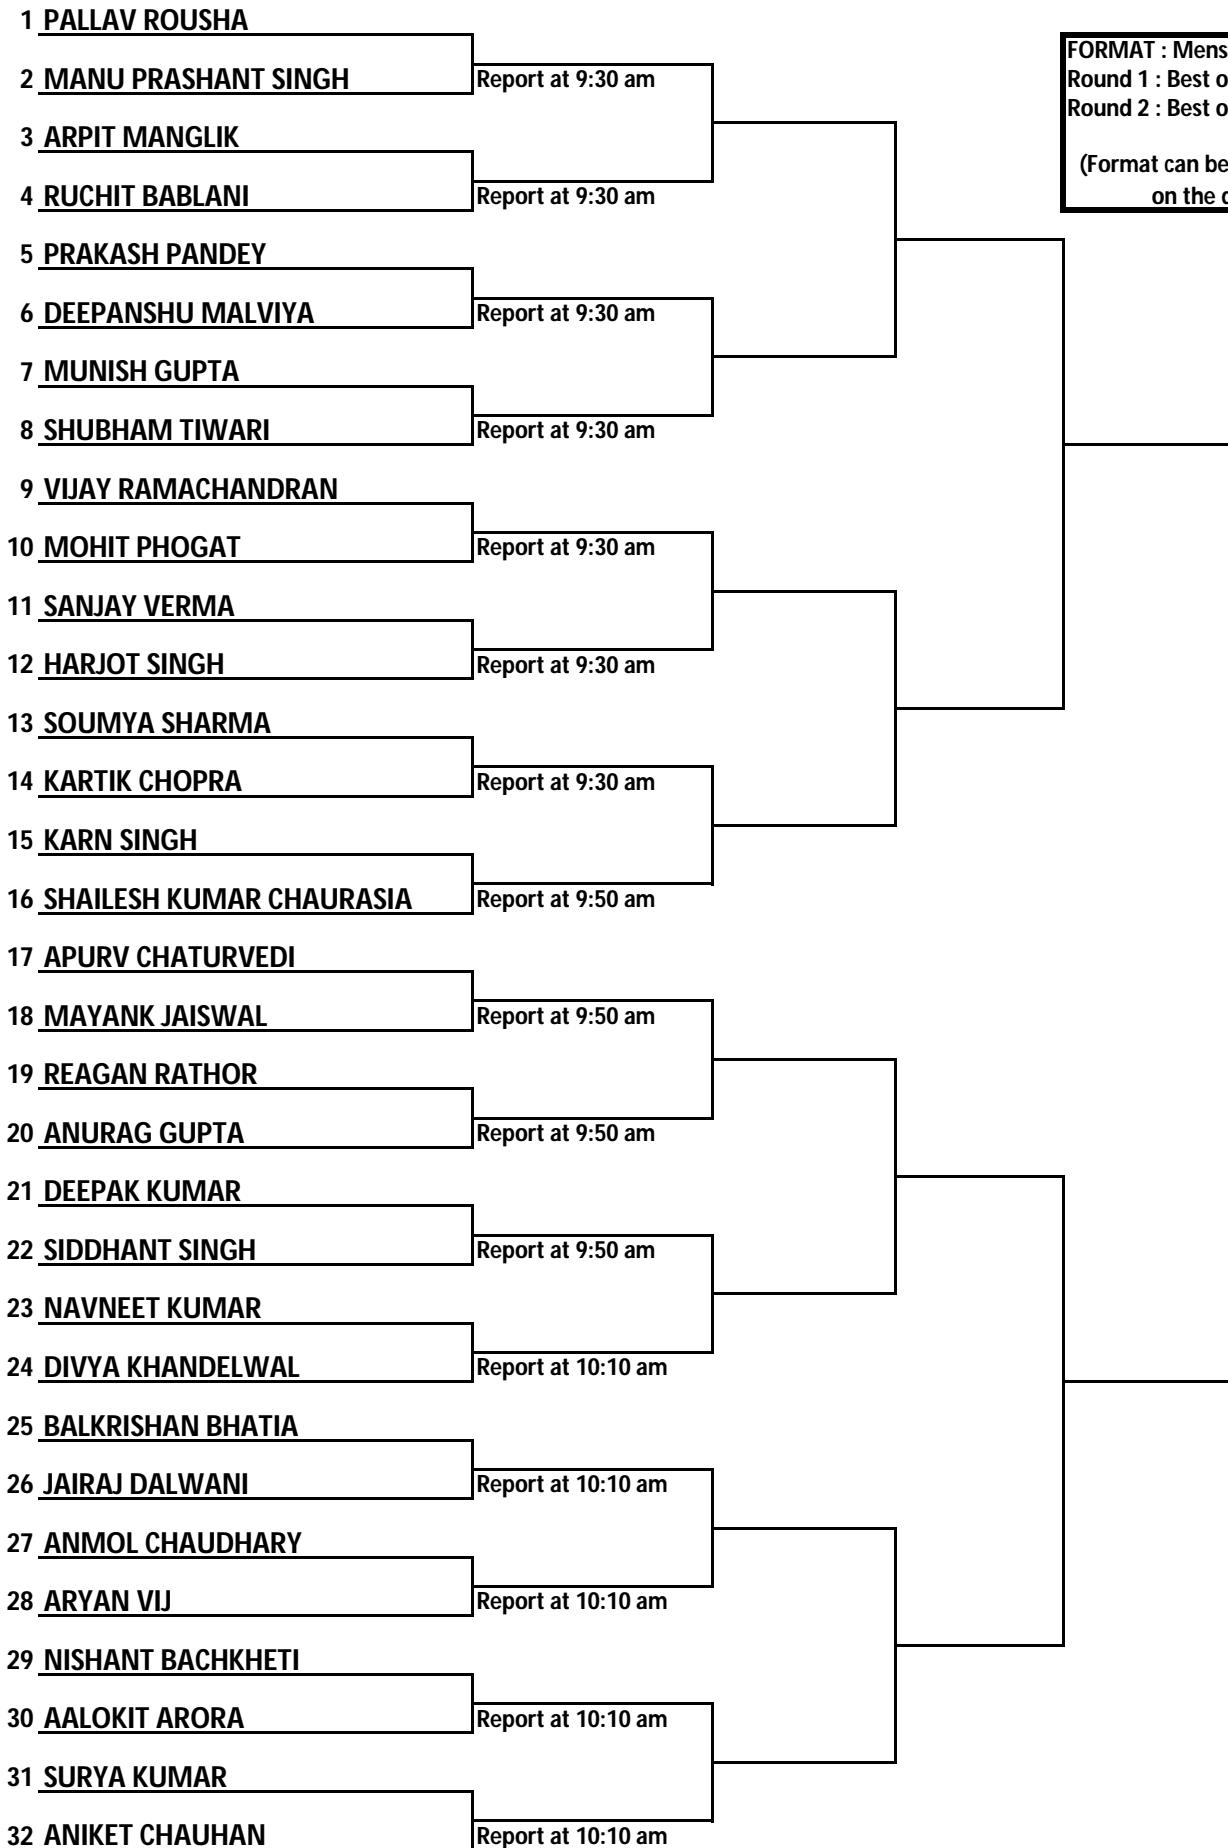 1 PALLAV ROUSHA
FORMAT : Mens
2 MANU PRASHANT SINGH Report at 9:30 am Round 1 : Best o
Round 2 : Best o
3 ARPIT MANGLIK
(Format can be
4 RUCHIT BABLANI Report at 9:30 am on the
5 PRAKASH PANDEY
6 DEEPANSHU MALVIYA Report at 9:30 am
7 MUNISH GUPTA
8 SHUBHAM TIWARI Report at 9:30 am
9 VIJAY RAMACHANDRAN
10 MOHIT PHOGAT Report at 9:30 am
11 SANJAY VERMA
12 HARJOT SINGH Report at 9:30 am
13 SOUMYA SHARMA
14 KARTIK CHOPRA Report at 9:30 am
15 KARN SINGH
16 SHAILESH KUMAR CHAURASIA Report at 9:50 am
17 APURV CHATURVEDI
18 MAYANK JAISWAL Report at 9:50 am
19 REAGAN RATHOR
20 ANURAG GUPTA Report at 9:50 am
21 DEEPAK KUMAR
22 SIDDHANT SINGH Report at 9:50 am
23 NAVNEET KUMAR
24 DIVYA KHANDELWAL Report at 10:10 am
25 BALKRISHAN BHATIA
26 JAIRAJ DALWANI Report at 10:10 am
27 ANMOL CHAUDHARY
28 ARYAN VIJ Report at 10:10 am
29 NISHANT BACHKHETI
30 AALOKIT ARORA Report at 10:10 am
31 SURYA KUMAR
32 ANIKET CHAUHAN Report at 10:10 am